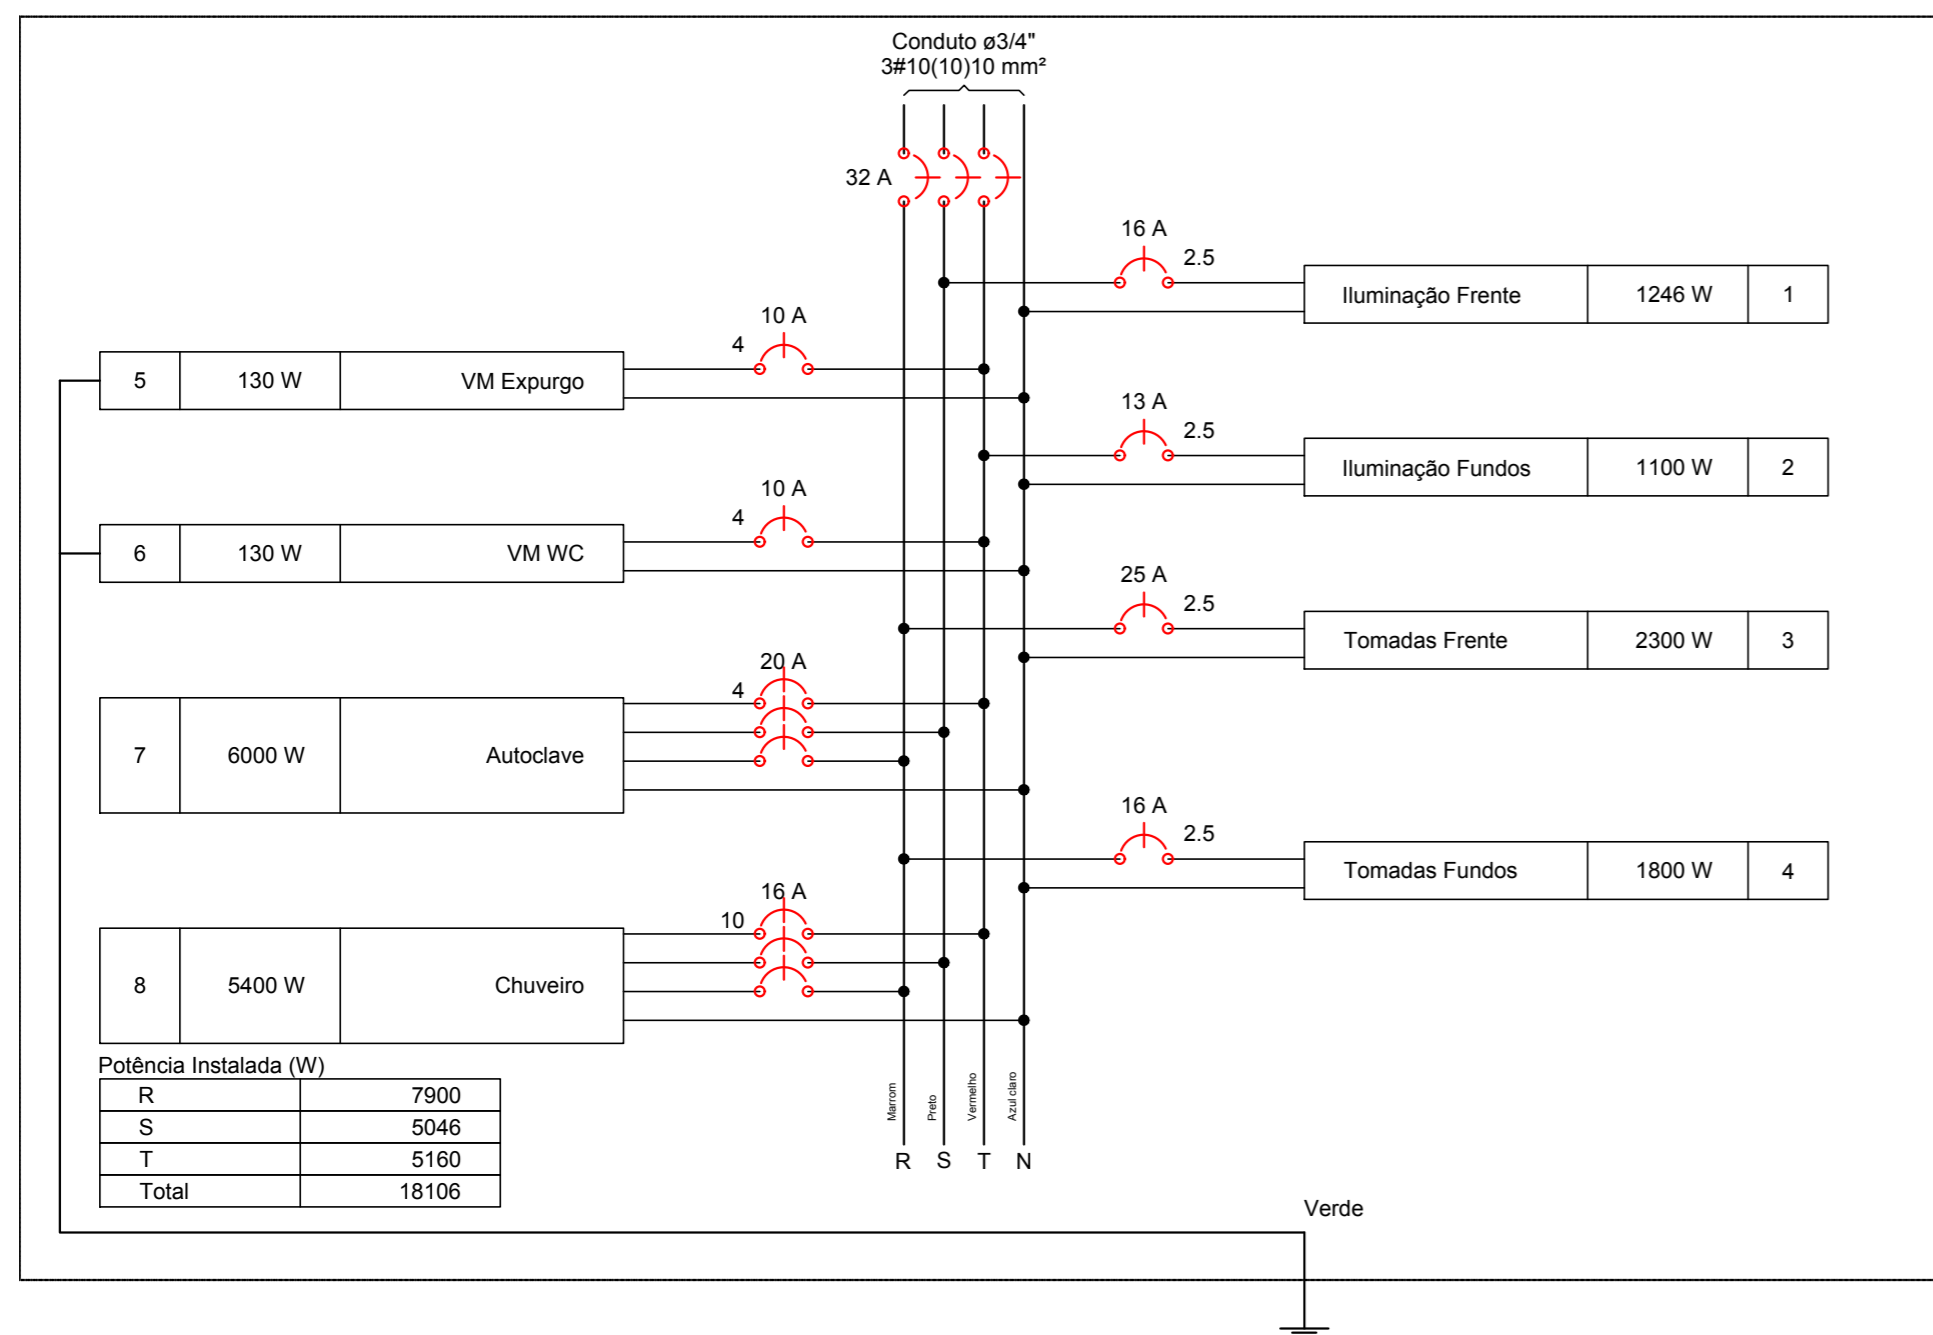 Conduto ø3/4"
3#10(10)10 mm²
32 A
16 A
2.5
Iluminação Frente 1246 W 1
10 A
4
5 130 W VM Expurgo
13 A
2.5
Iluminação Fundos 1100 W 2
10 A
4
6 130 W VM WC
25 A
2.5
Tomadas Frente 2300 W 3
20 A
4
7 6000 W Autoclave
16 A
2.5
Tomadas Fundos 1800 W 4
16 A
10
8 5400 W Chuveiro
Potência Instalada (W)
R 7900
S 5046
T 5160
Total 18106
Marrom
Preto
Vermelho
Azul claro
R S T N
Verde